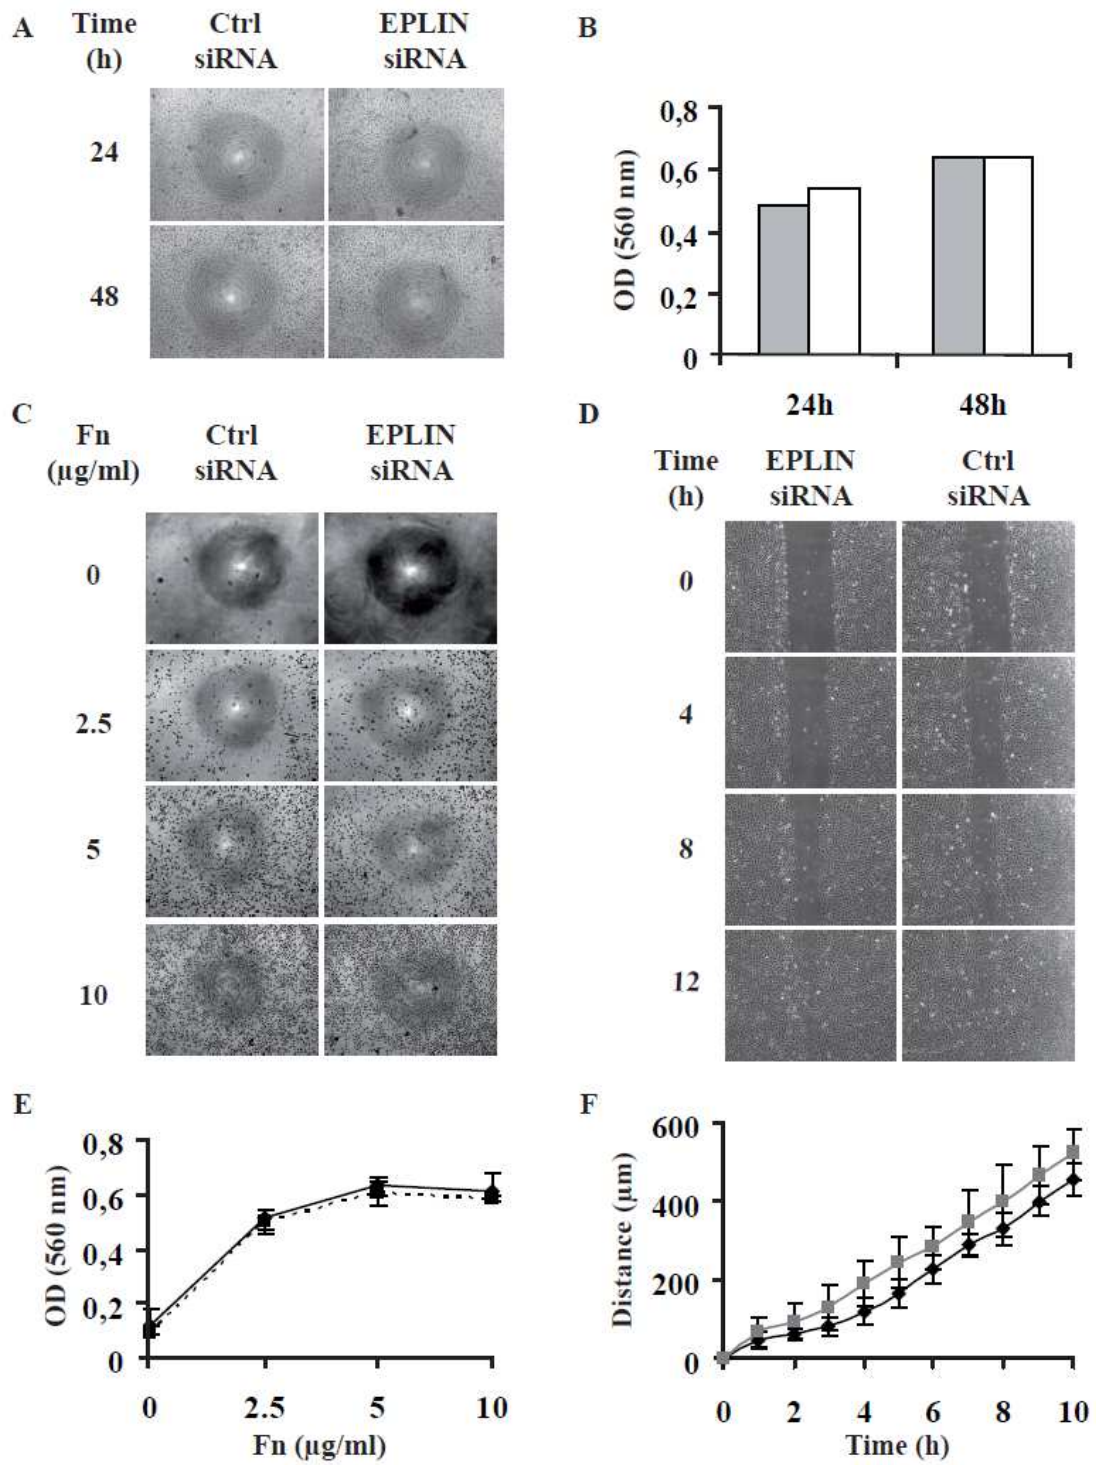 A
Time
(h)
Ctrl
siRNA
EPLIN
siRNA
24
48
B
OD (560 nm)
0,8
0,6
0,4
0,2
0
24h
48h
C
Fn
(µg/ml)
Ctrl
siRNA
EPLIN
siRNA
0
2.5
5
10
D
Time
(h)
EPLIN
siRNA
Ctrl
siRNA
0
4
8
12
E
OD (560 nm)
0,8
0,6
0,4
0,2
0
0 2.5 5 10
Fn (µg/ml)
F
Distance (µm)
600
400
200
0
0 2 4 6 8 10
Time (h)